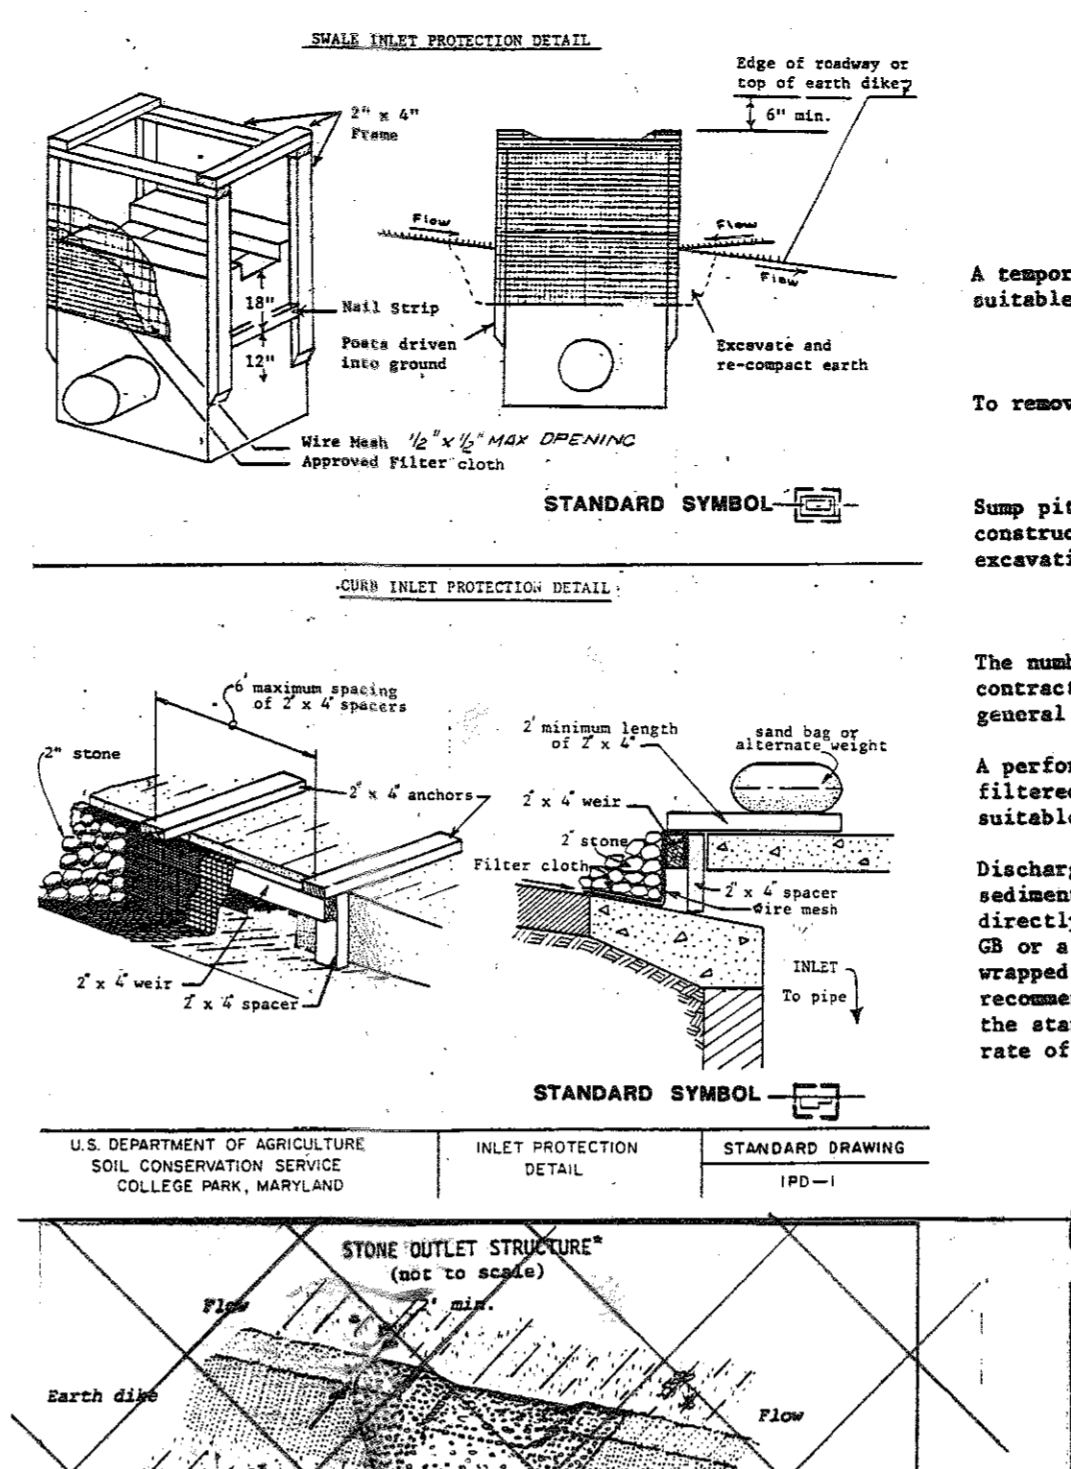 SWALE INLET PROTECTION DETAIL
Edge of roadway or
top of earth dike
6" min.
2" x 4"
Frame
Flow
Flow
Flow
18"
Nail Strip
12"
Posts driven
into ground
Excavate and
re-compact earth
Wire Mesh 1/2" x 1/2" MAX OPENING
Approved Filter cloth
STANDARD SYMBOL
CURB INLET PROTECTION DETAIL
6' maximum spacing
of 2" x 4" spacers
2" stone
2" x 4" anchors
2" x 4" weir
2" x 4" spacer
2' minimum length
of 2" x 4"
sand bag or
alternate weight
2" x 4" weir
2" stone
Filter cloth
2" x 4" spacer
wire mesh
INLET
To pipe
STANDARD SYMBOL
U.S. DEPARTMENT OF AGRICULTURE
SOIL CONSERVATION SERVICE
COLLEGE PARK, MARYLAND
INLET PROTECTION
DETAIL
STANDARD DRAWING
IPD-1
STONE OUTLET STRUCTURE*
(not to scale)
Flow
2' min.
Earth dike
Flow
A tempor
suitable
To remov
Sump pit
construc
excavati
The numb
contract
general
A perfor
filtered
suitable
Discharg
sediment
directly
GB or a
wrapped
recommen
the sta
rate of